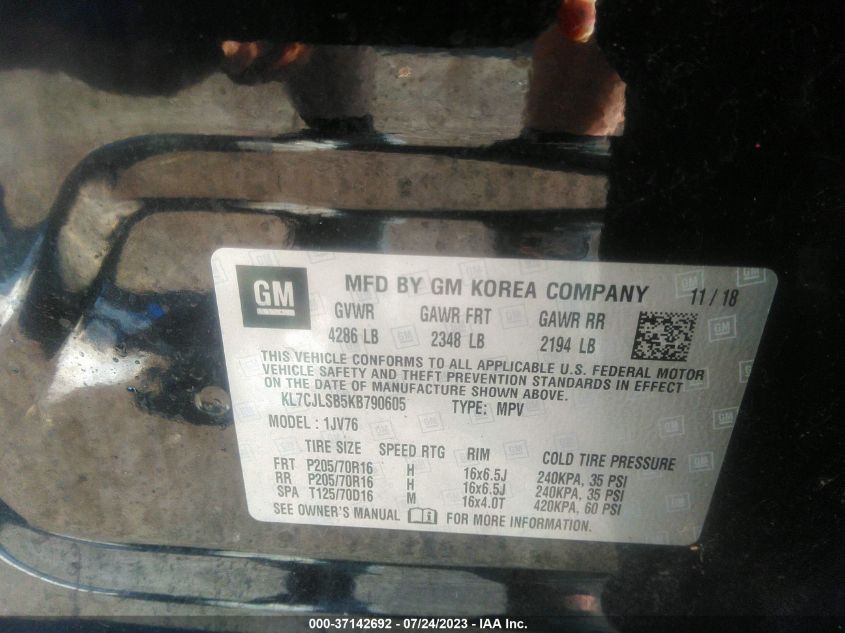 GM
MFD BY GM KOREA COMPANY 11/18
GVWR GAWR FRT GAWR RR
4286 LB 2348 LB 2194 LB
THIS VEHICLE CONFORMS TO ALL APPLICABLE U.S. FEDERAL MOTOR
VEHICLE SAFETY AND THEFT PREVENTION STANDARDS IN EFFECT
ON THE DATE OF MANUFACTURE SHOWN ABOVE.
KL7CJLSB5KB790605 TYPE: MPV
MODEL : 1JV76
TIRE SIZE SPEED RTG RIM COLD TIRE PRESSURE
FRT P205/70R16 H 16x6.5J 240KPA, 35 PSI
RR P205/70R16 H 16x6.5J 240KPA, 35 PSI
SPA T125/70D16 M 16x4.0T 420KPA, 60 PSI
SEE OWNER'S MANUAL FOR MORE INFORMATION.
000-37142692 - 07/24/2023 - IAA Inc.